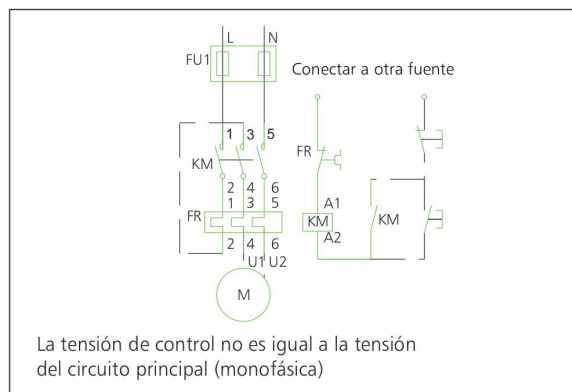 L N
FU1
Conectar a otra fuente
1 3 5
KM
FR
2 4 6
1 3 5
A1
FR
KM
KM
A2
2 4 6
U1 U2
M
La tensión de control no es igual a la tensión
del circuito principal (monofásica)